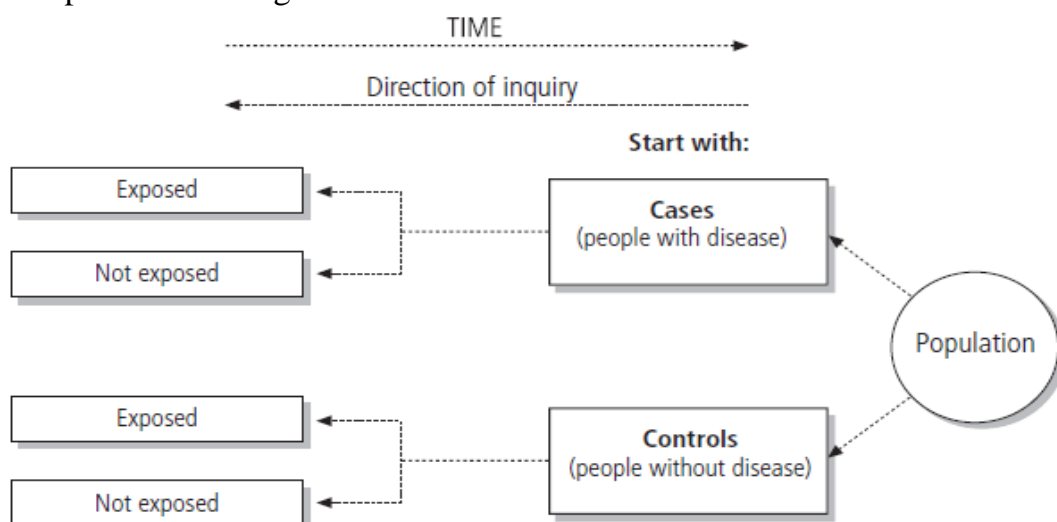 TIME
Direction of inquiry
Start with:
Exposed
Cases
(people with disease)
Not exposed
Population
Exposed
Controls
(people without disease)
Not exposed